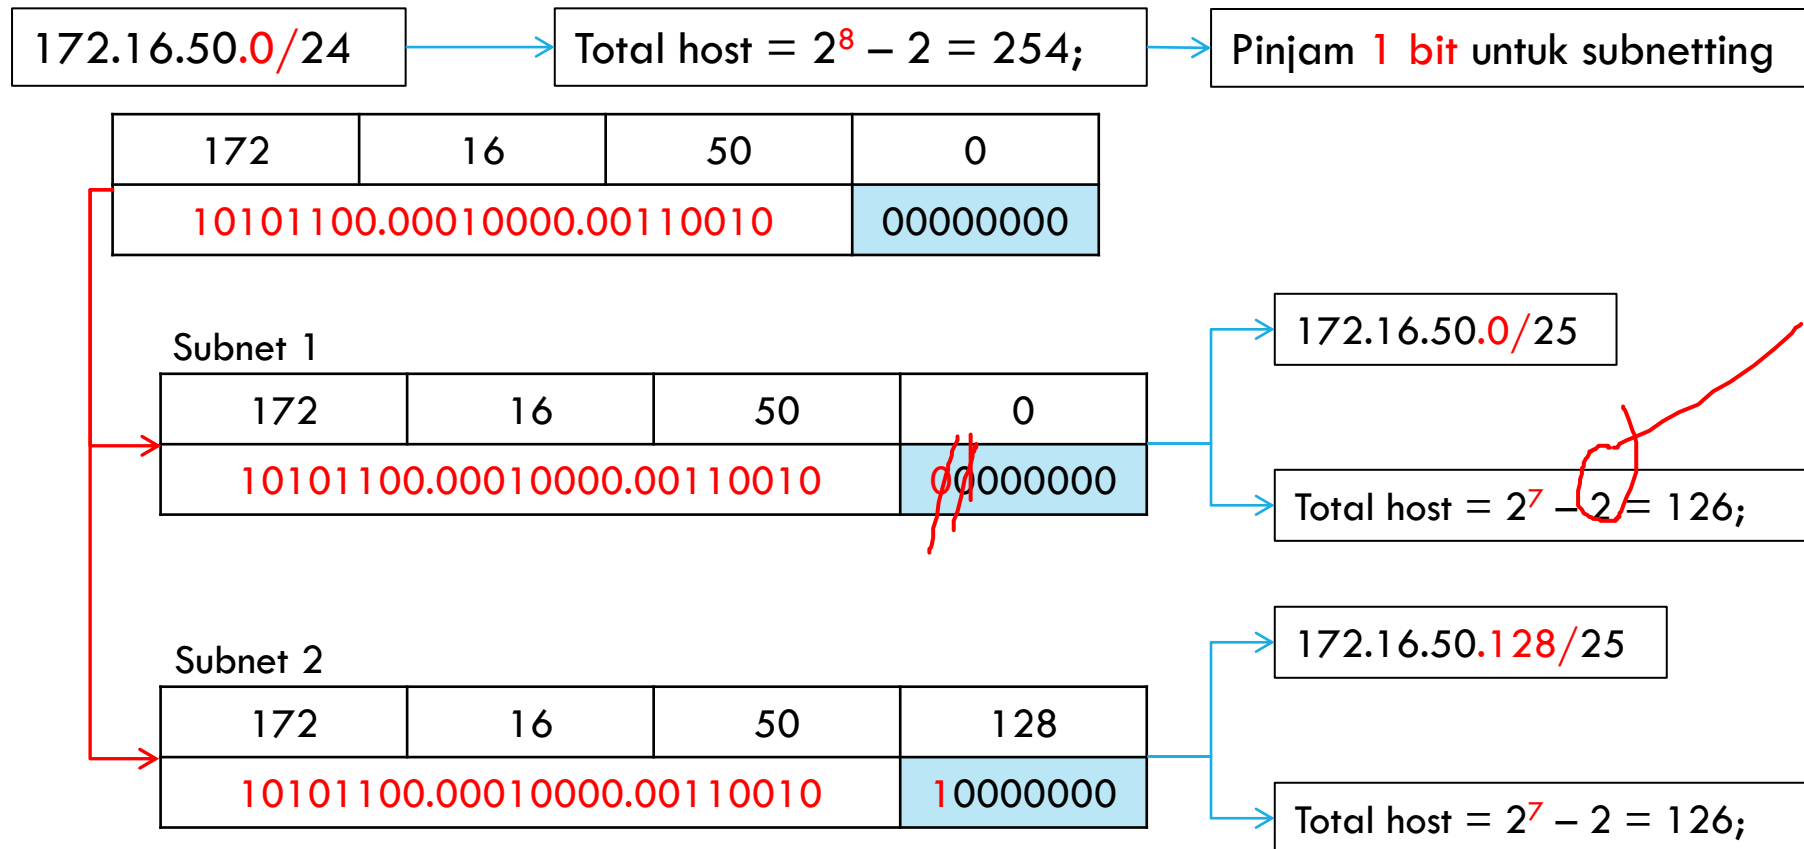 172.16.50.0/24
Total host = 2⁸ – 2 = 254;
Pinjam 1 bit untuk subnetting
172 16 50 0
10101100.00010000.00110010 00000000
Subnet 1
172 16 50 0
10101100.00010000.00110010 00000000
172.16.50.0/25
Total host = 2⁷ – 2 = 126;
Subnet 2
172 16 50 128
10101100.00010000.00110010 10000000
172.16.50.128/25
Total host = 2⁷ – 2 = 126;